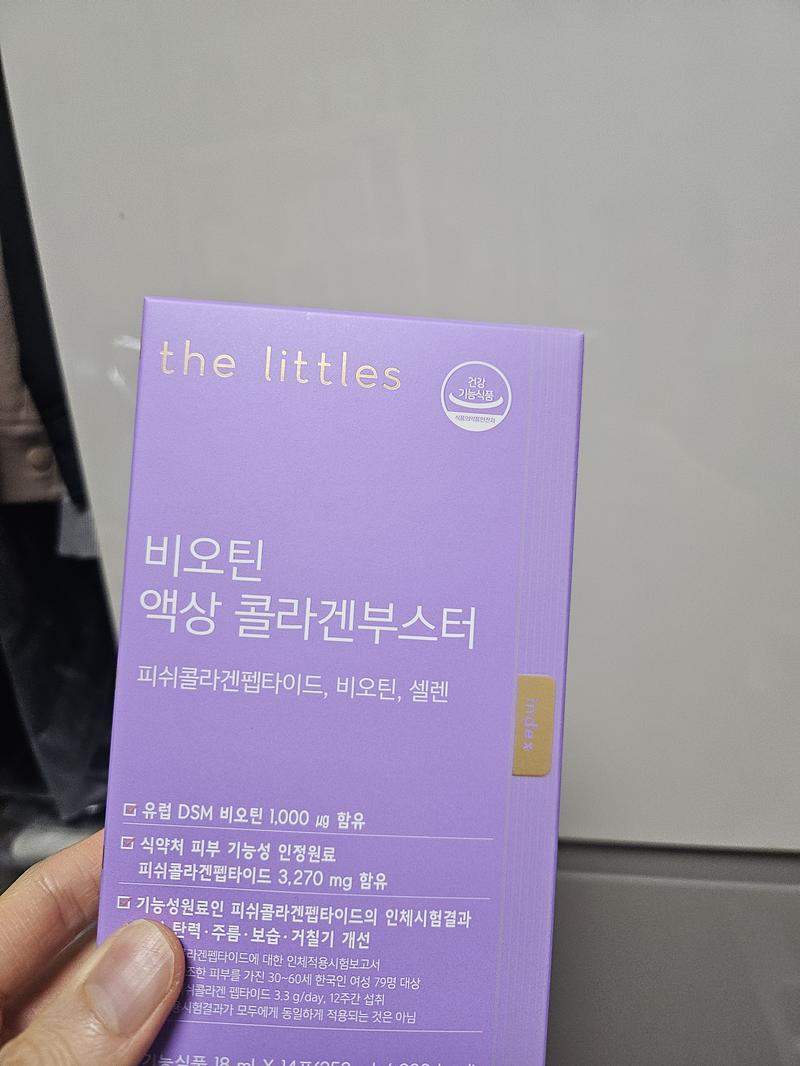 the littles
건강
기능식품
식품의약품안전처
비오틴
액상 콜라겐부스터
피쉬콜라겐펩타이드, 비오틴, 셀렌
index
유럽 DSM 비오틴 1,000 ㎍ 함유
식약처 피부 기능성 인정원료
피쉬콜라겐펩타이드 3,270 mg 함유
기능성원료인 피쉬콜라겐펩타이드의 인체시험결과
탄력·주름·보습·거칠기 개선
라겐펩타이드에 대한 인체적용시험보고서
조한 피부를 가진 30~60세 한국인 여성 79명 대상
쉬콜라겐 펩타이드 3.3 g/day, 12주간 섭취
용시험결과가 모두에게 동일하게 적용되는 것은 아님
기능식품 18 ml X 14포